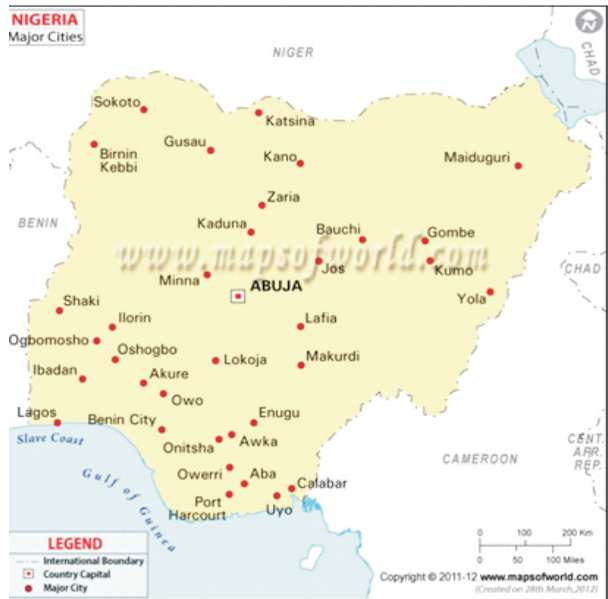 NIGERIA
Major Cities
N
NIGER
CHAD
Sokoto
Katsina
Gusau
Birnin
Kebbi
Kano
Maiduguri
Zaria
BENIN
Kaduna
Bauchi
Gombe
www.mapsofworld.com
Jos
Kumo
CHAD
Minna
ABUJA
Yola
Shaki
Ilorin
Lafia
Ogbomosho
Oshogbo
Lokoja
Makurdi
Ibadan
Akure
Owo
Lagos
Benin City
Enugu
Slave Coast
Onitsha
Awka
CENT.
AFR.
REP.
CAMEROON
Gulf of Guinea
Owerri
Aba
Calabar
Port
Harcourt
Uyo
LEGEND
International Boundary
Country Capital
Major City
0 100 200 Km
0 50 100 Miles
Copyright © 2011-12 www.mapsofworld.com
(Created on 28th March,2012)